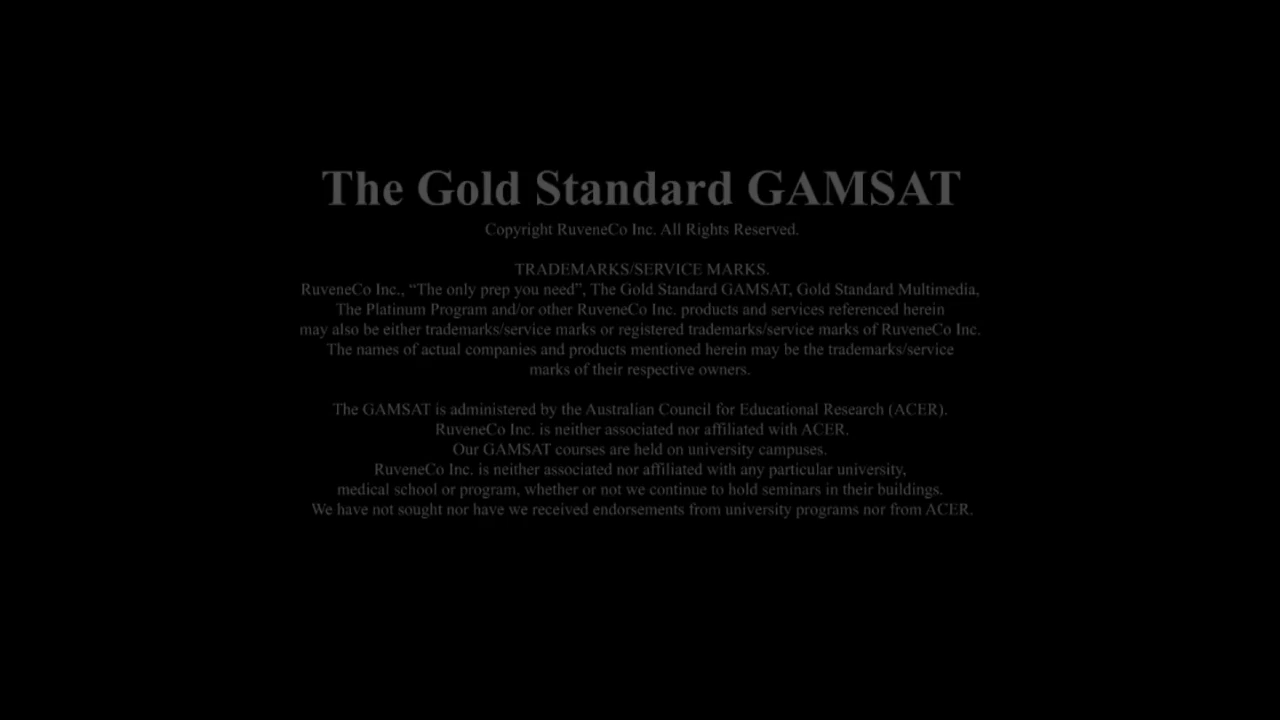 The Gold Standard GAMSAT
Copyright RuveneCo Inc. All Rights Reserved.
TRADEMARKS/SERVICE MARKS.
RuveneCo Inc., “The only prep you need”, The Gold Standard GAMSAT, Gold Standard Multimedia,
The Platinum Program and/or other RuveneCo Inc. products and services referenced herein
may also be either trademarks/service marks or registered trademarks/service marks of RuveneCo Inc.
The names of actual companies and products mentioned herein may be the trademarks/service
marks of their respective owners.
The GAMSAT is administered by the Australian Council for Educational Research (ACER).
RuveneCo Inc. is neither associated nor affiliated with ACER.
Our GAMSAT courses are held on university campuses.
RuveneCo Inc. is neither associated nor affiliated with any particular university,
medical school or program, whether or not we continue to hold seminars in their buildings.
We have not sought nor have we received endorsements from university programs nor from ACER.